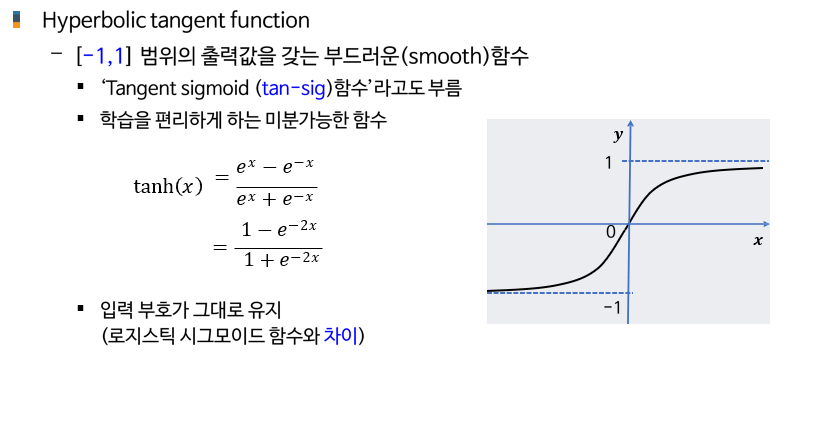 Hyperbolic tangent function
– [-1,1] 범위의 출력값을 갖는 부드러운(smooth)함수
▪ ‘Tangent sigmoid (tan-sig)함수’라고도 부름
▪ 학습을 편리하게 하는 미분가능한 함수
tanh(x) = (e^x − e^−x) / (e^x + e^−x)
= (1 − e^−2x) / (1 + e^−2x)
▪ 입력 부호가 그대로 유지
(로지스틱 시그모이드 함수와 차이)
y
1
0
x
−1